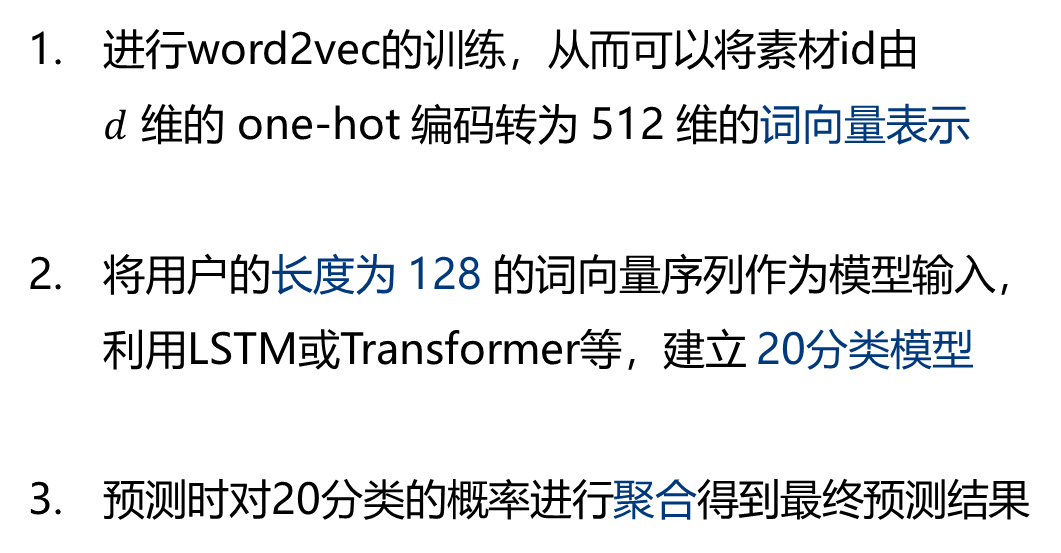 1. 进行word2vec的训练，从而可以将素材id由
d 维的 one-hot 编码转为 512 维的词向量表示
2. 将用户的长度为 128 的词向量序列作为模型输入，
利用LSTM或Transformer等，建立 20分类模型
3. 预测时对20分类的概率进行聚合得到最终预测结果